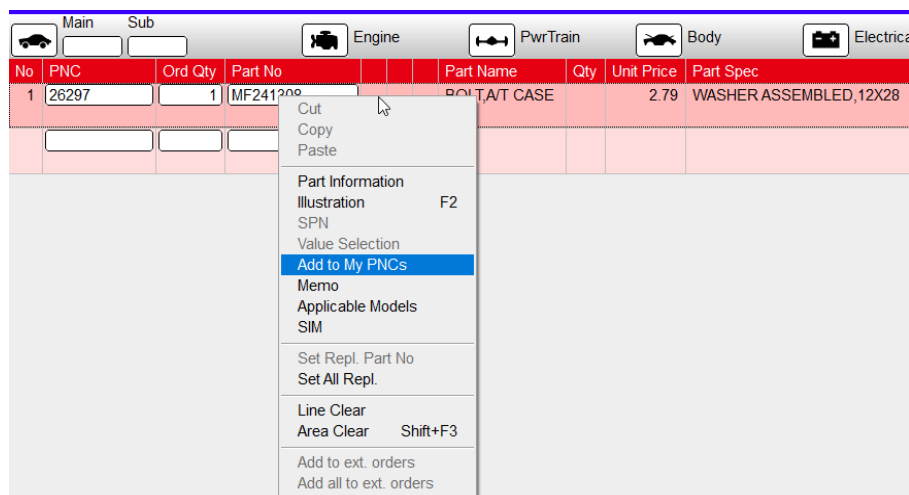 Main Sub
Engine PwrTrain Body Electrica
No PNC Ord Qty Part No Part Name Qty Unit Price Part Spec
1 26297 1 MF241308 BOLT,A/T CASE 2.79 WASHER ASSEMBLED,12X28
Cut
Copy
Paste
Part Information
Illustration F2
SPN
Value Selection
Add to My PNCs
Memo
Applicable Models
SIM
Set Repl. Part No
Set All Repl.
Line Clear
Area Clear Shift+F3
Add to ext. orders
Add all to ext. orders